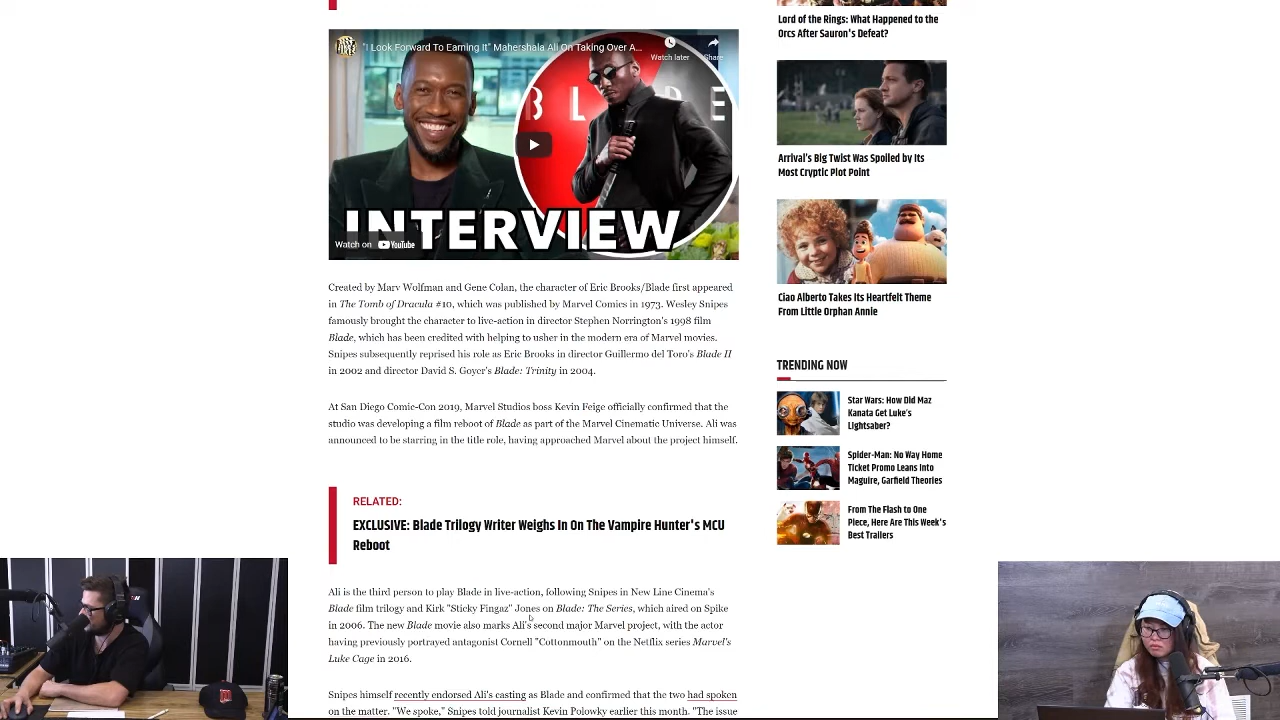 "I Look Forward To Earning It" Mahershala Ali On Taking Over A...
Watch later
Share
BLADE
INTERVIEW
Watch on YouTube
Created by Marv Wolfman and Gene Colan, the character of Eric Brooks/Blade first appeared
in The Tomb of Dracula #10, which was published by Marvel Comics in 1973. Wesley Snipes
famously brought the character to live-action in director Stephen Norrington's 1998 film
Blade, which has been credited with helping to usher in the modern era of Marvel movies.
Snipes subsequently reprised his role as Eric Brooks in director Guillermo del Toro's Blade II
in 2002 and director David S. Goyer's Blade: Trinity in 2004.
At San Diego Comic-Con 2019, Marvel Studios boss Kevin Feige officially confirmed that the
studio was developing a film reboot of Blade as part of the Marvel Cinematic Universe. Ali was
announced to be starring in the title role, having approached Marvel about the project himself.
RELATED:
EXCLUSIVE: Blade Trilogy Writer Weighs In On The Vampire Hunter's MCU
Reboot
Ali is the third person to play Blade in live-action, following Snipes in New Line Cinema's
Blade film trilogy and Kirk "Sticky Fingaz" Jones on Blade: The Series, which aired on Spike
in 2006. The new Blade movie also marks Ali's second major Marvel project, with the actor
having previously portrayed antagonist Cornell "Cottonmouth" on the Netflix series Marvel's
Luke Cage in 2016.
Snipes himself recently endorsed Ali's casting as Blade and confirmed that the two had spoken
on the matter. "We spoke," Snipes told journalist Kevin Polowky earlier this month. "The issue
Lord of the Rings: What Happened to the
Orcs After Sauron's Defeat?
Arrival's Big Twist Was Spoiled by Its
Most Cryptic Plot Point
Ciao Alberto Takes Its Heartfelt Theme
From Little Orphan Annie
TRENDING NOW
Star Wars: How Did Maz
Kanata Get Luke's
Lightsaber?
Spider-Man: No Way Home
Ticket Promo Leans Into
Maguire, Garfield Theories
From The Flash to One
Piece, Here Are This Week's
Best Trailers